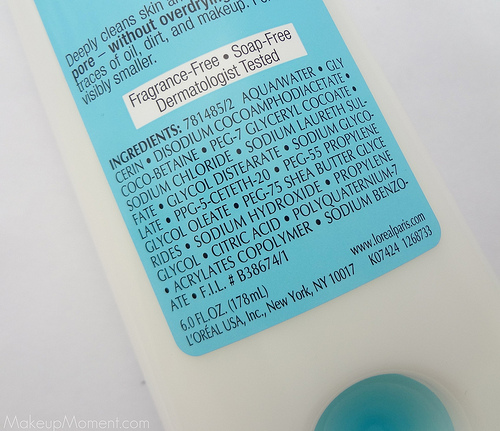 Deeply cleans skin an
pore – without overdryin
traces of oil, dirt, and makeup. Po
visibly smaller.
Fragrance-Free • Soap-Free
Dermatologist Tested
INGREDIENTS: 781485/2 AQUA/WATER • GLY
CERIN • DISODIUM COCOAMPHODIACETATE •
COCO-BETAINE • PEG-7 GLYCERYL COCOATE •
SODIUM CHLORIDE • SODIUM LAURETH SUL-
FATE • GLYCOL DISTEARATE • SODIUM GLYCO-
LATE • PPG-5-CETETH-20 • PEG-55 PROPYLENE
GLYCOL OLEATE • PEG-75 SHEA BUTTER GLYCE
RIDES • SODIUM HYDROXIDE • PROPYLENE
GLYCOL • CITRIC ACID • POLYQUATERNIUM-7
• ACRYLATES COPOLYMER • SODIUM BENZO-
ATE • F.I.L. # B38674/1
www.lorealparis.com
6.0 FL.OZ. (178mL) K07424 1268733
L'ORÉAL USA, Inc., New York, NY 10017
MakeupMoment.com